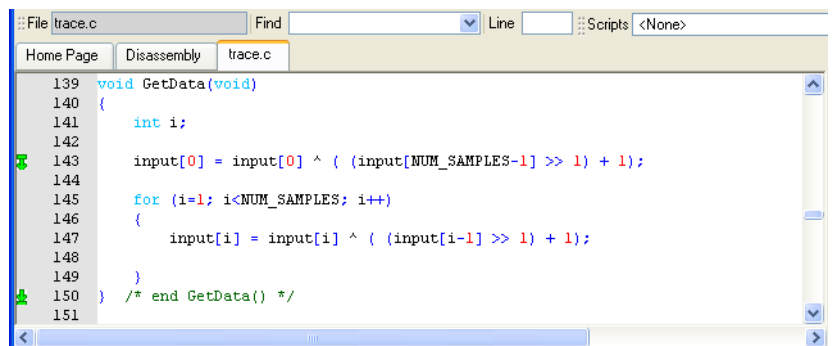 File trace.c Find Line Scripts <None>
Home Page Disassembly trace.c
139 void GetData(void)
140 {
141     int i;
142
143     input[0] = input[0] ^ ( (input[NUM_SAMPLES-1] >> 1) + 1);
144
145     for (i=1; i<NUM_SAMPLES; i++)
146     {
147         input[i] = input[i] ^ ( (input[i-1] >> 1) + 1);
148
149     }
150 }  /* end GetData() */
151